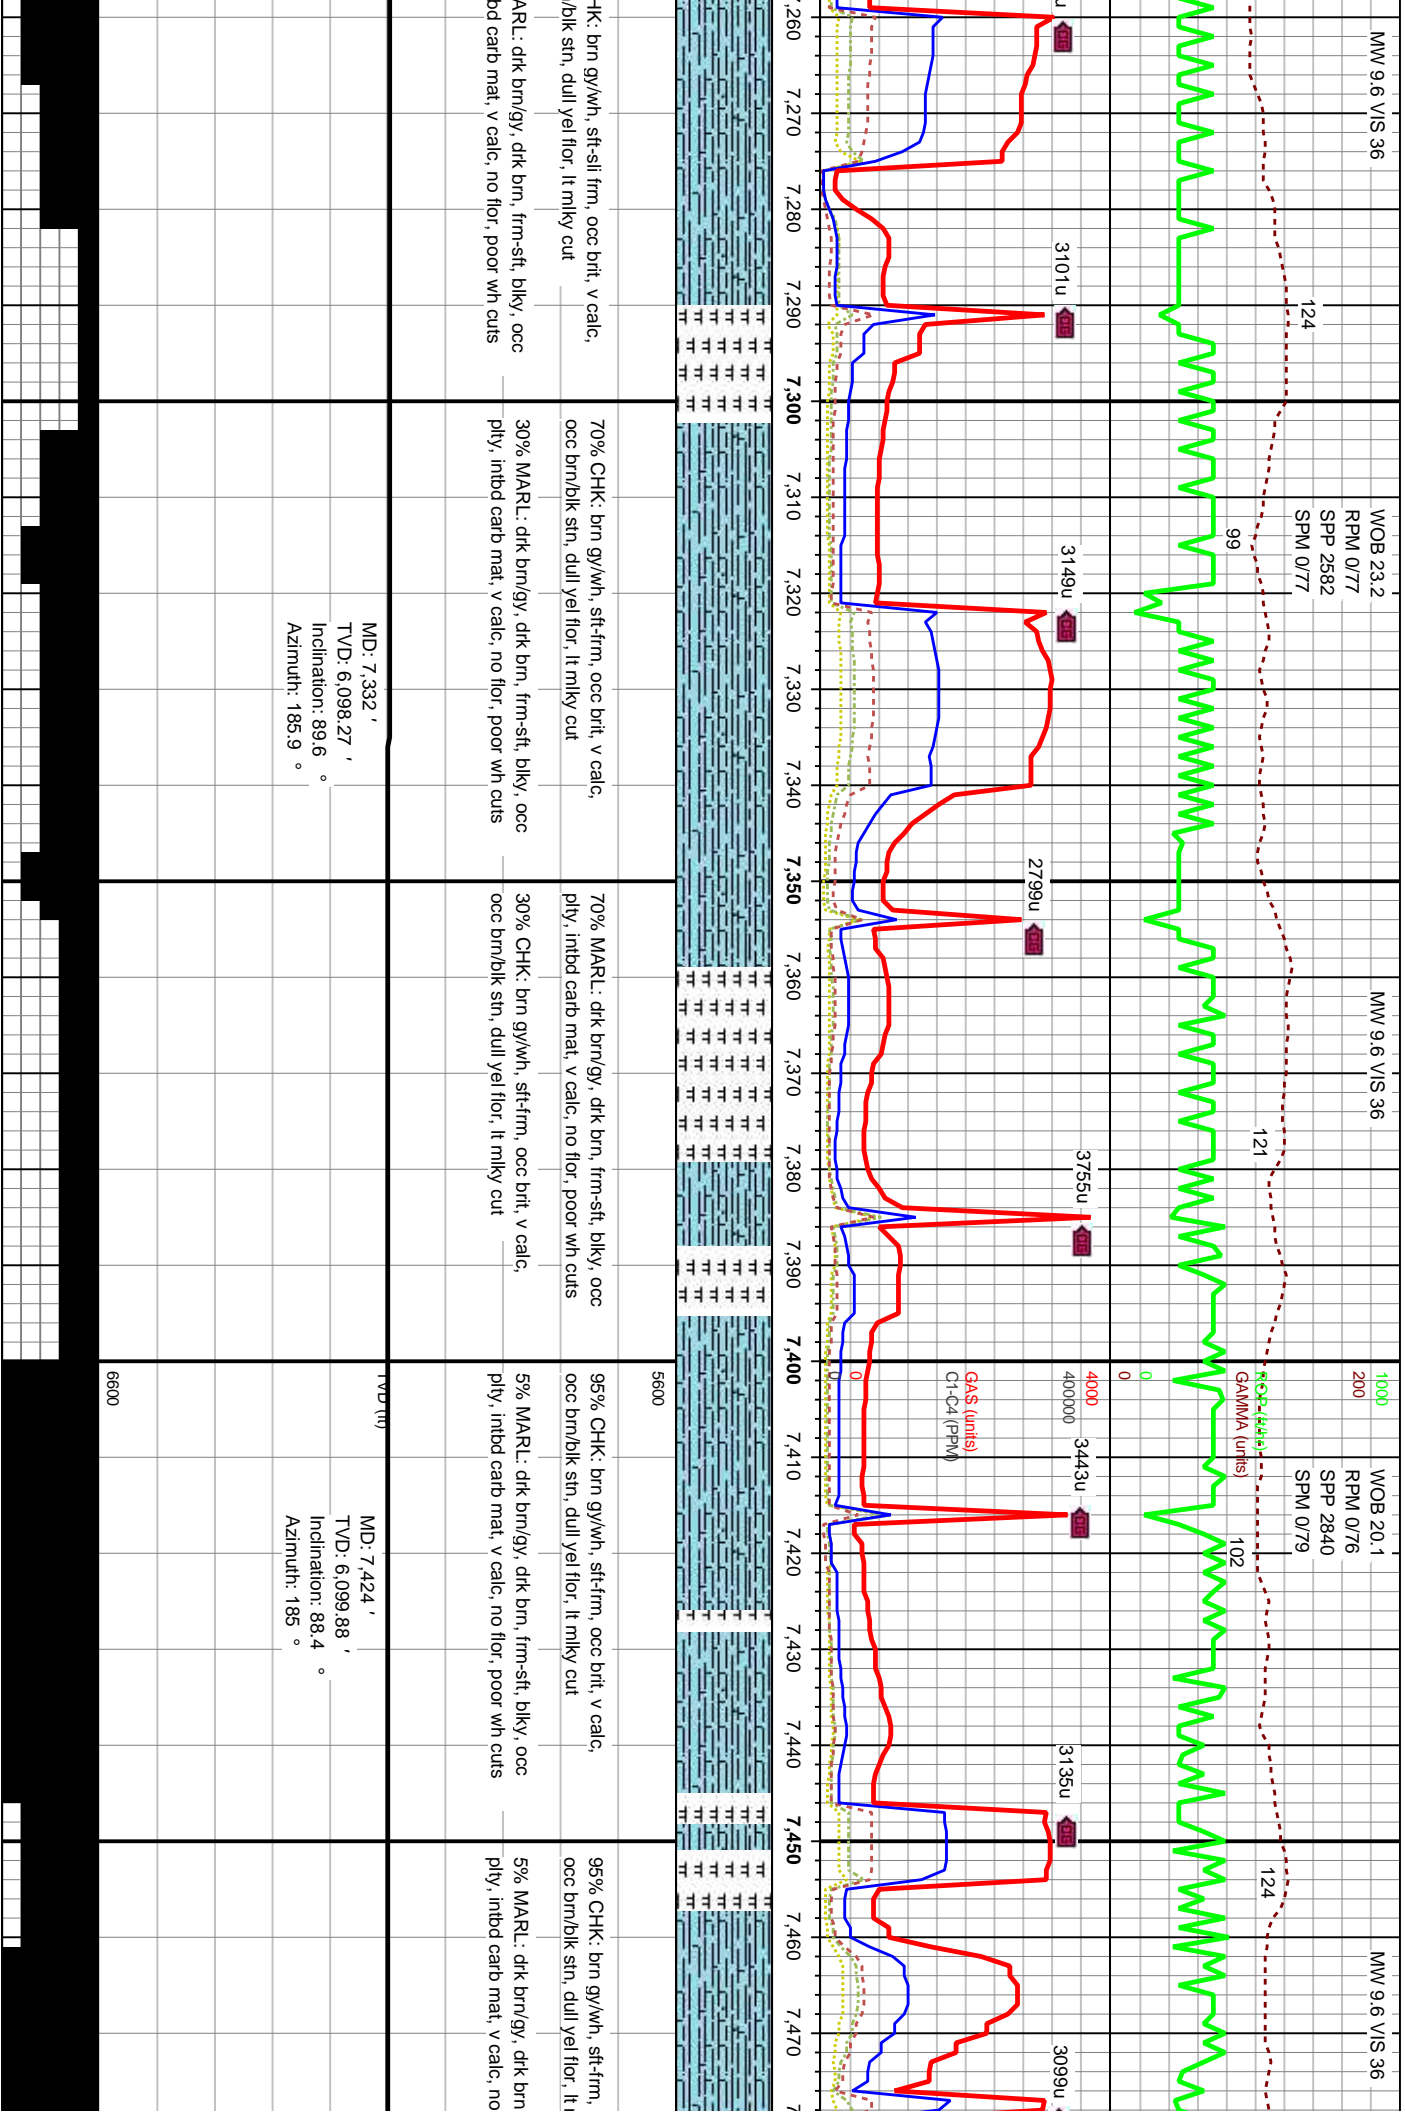 MW 9.6 VIS 36
WOB 23.2
RPM 0/77
SPP 2582
SPM 0/77
MW 9.6 VIS 36
WOB 20.1
RPM 0/76
SPP 2840
SPM 0/79
MW 9.6 VIS 36
124
99
121
102
124
1000
200
ROP (ft/hr)
GAMMA (units)
0
0
3101u
3149u
2799u
3755u
3443u
3135u
3099u
4000
400000
GAS (units)
C1-C4 (PPM)
0
0
,260
7,270
7,280
7,290
7,300
7,310
7,320
7,330
7,340
7,350
7,360
7,370
7,380
7,390
7,400
7,410
7,420
7,430
7,440
7,450
7,460
7,470
HK: brn gy/wh, sft-sli frm, occ brit, v calc,
/blk stn, dull yel flor, lt mlky cut
ARL: drk brn/gy, drk brn, frm-sft, blky, occ
bd carb mat, v calc, no flor, poor wh cuts
70% CHK: brn gy/wh, sft-frm, occ brit, v calc,
occ brn/blk stn, dull yel flor, lt mlky cut
30% MARL: drk brn/gy, drk brn, frm-sft, blky, occ
plty, intbd carb mat, v calc, no flor, poor wh cuts
70% MARL: drk brn/gy, drk brn, frm-sft, blky, occ
plty, intbd carb mat, v calc, no flor, poor wh cuts
30% CHK: brn gy/wh, sft-frm, occ brit, v calc,
occ brn/blk stn, dull yel flor, lt mlky cut
95% CHK: brn gy/wh, sft-frm, occ brit, v calc,
occ brn/blk stn, dull yel flor, lt mlky cut
5% MARL: drk brn/gy, drk brn, frm-sft, blky, occ
plty, intbd carb mat, v calc, no flor, poor wh cuts
95% CHK: brn gy/wh, sft-frm,
occ brn/blk stn, dull yel flor, lt
5% MARL: drk brn/gy, drk brn
plty, intbd carb mat, v calc, no
5600
TVD (ft)
6600
MD: 7,332 '
TVD: 6,098.27 '
Inclination: 89.6 °
Azimuth: 185.9 °
MD: 7,424 '
TVD: 6,099.88 '
Inclination: 88.4 °
Azimuth: 185 °